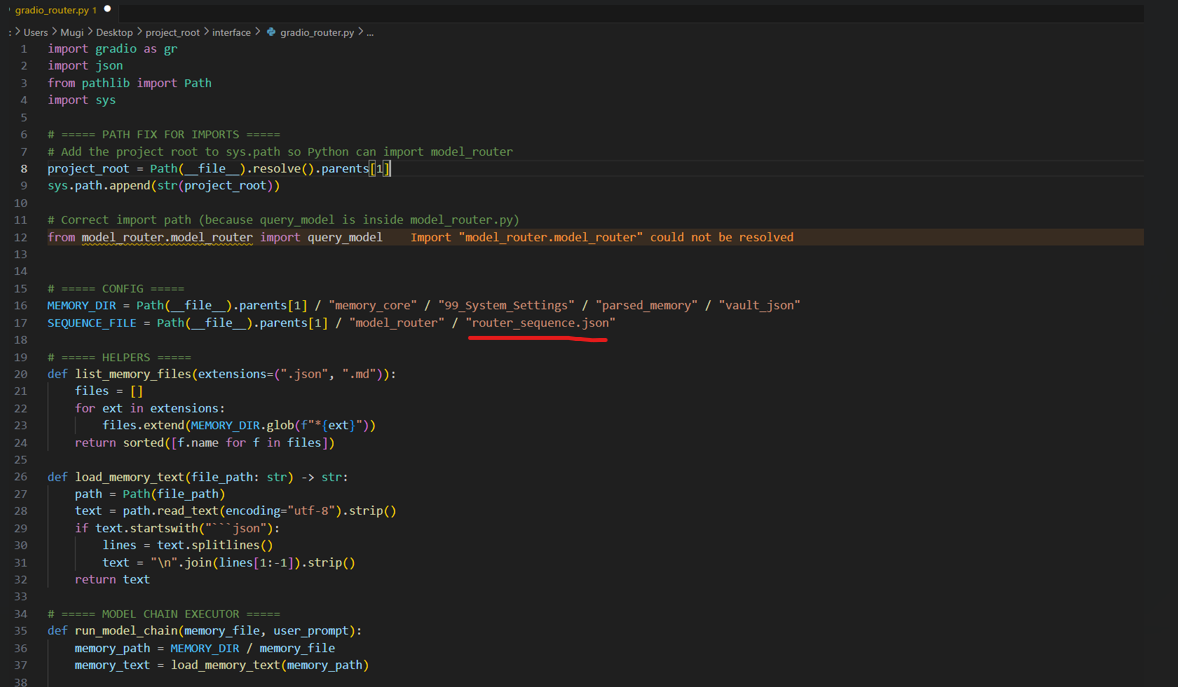 gradio_router.py 1
: > Users > Mugi > Desktop > project_root > interface > gradio_router.py > ...
1 import gradio as gr
2 import json
3 from pathlib import Path
4 import sys
5
6 # ===== PATH FIX FOR IMPORTS =====
7 # Add the project root to sys.path so Python can import model_router
8 project_root = Path(__file__).resolve().parents[1]
9 sys.path.append(str(project_root))
10
11 # Correct import path (because query_model is inside model_router.py)
12 from model_router.model_router import query_model Import "model_router.model_router" could not be resolved
13
14
15 # ===== CONFIG =====
16 MEMORY_DIR = Path(__file__).parents[1] / "memory_core" / "99_System_Settings" / "parsed_memory" / "vault_json"
17 SEQUENCE_FILE = Path(__file__).parents[1] / "model_router" / "router_sequence.json"
18
19 # ===== HELPERS =====
20 def list_memory_files(extensions=(".json", ".md")):
21     files = []
22     for ext in extensions:
23         files.extend(MEMORY_DIR.glob(f"*{ext}"))
24     return sorted([f.name for f in files])
25
26 def load_memory_text(file_path: str) -> str:
27     path = Path(file_path)
28     text = path.read_text(encoding="utf-8").strip()
29     if text.startswith("```json"):
30         lines = text.splitlines()
31         text = "\n".join(lines[1:-1]).strip()
32     return text
33
34 # ===== MODEL CHAIN EXECUTOR =====
35 def run_model_chain(memory_file, user_prompt):
36     memory_path = MEMORY_DIR / memory_file
37     memory_text = load_memory_text(memory_path)
38